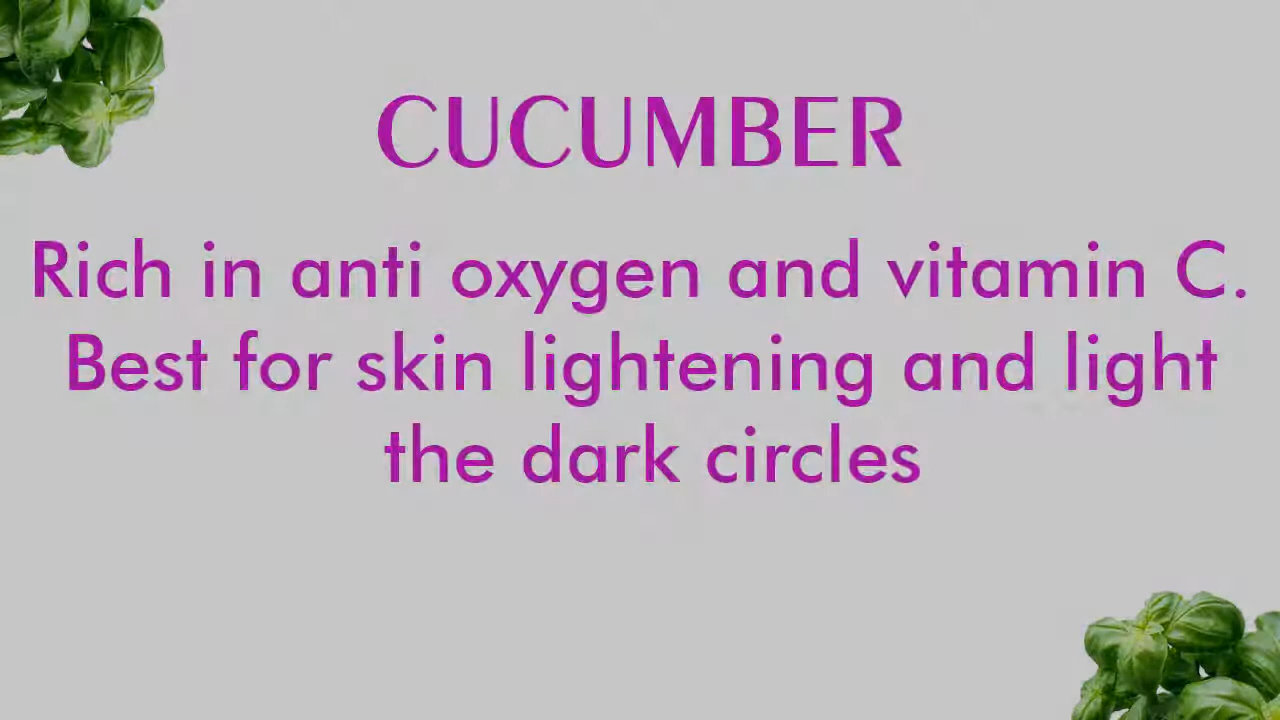 CUCUMBER
Rich in anti oxygen and vitamin C.
Best for skin lightening and light
the dark circles